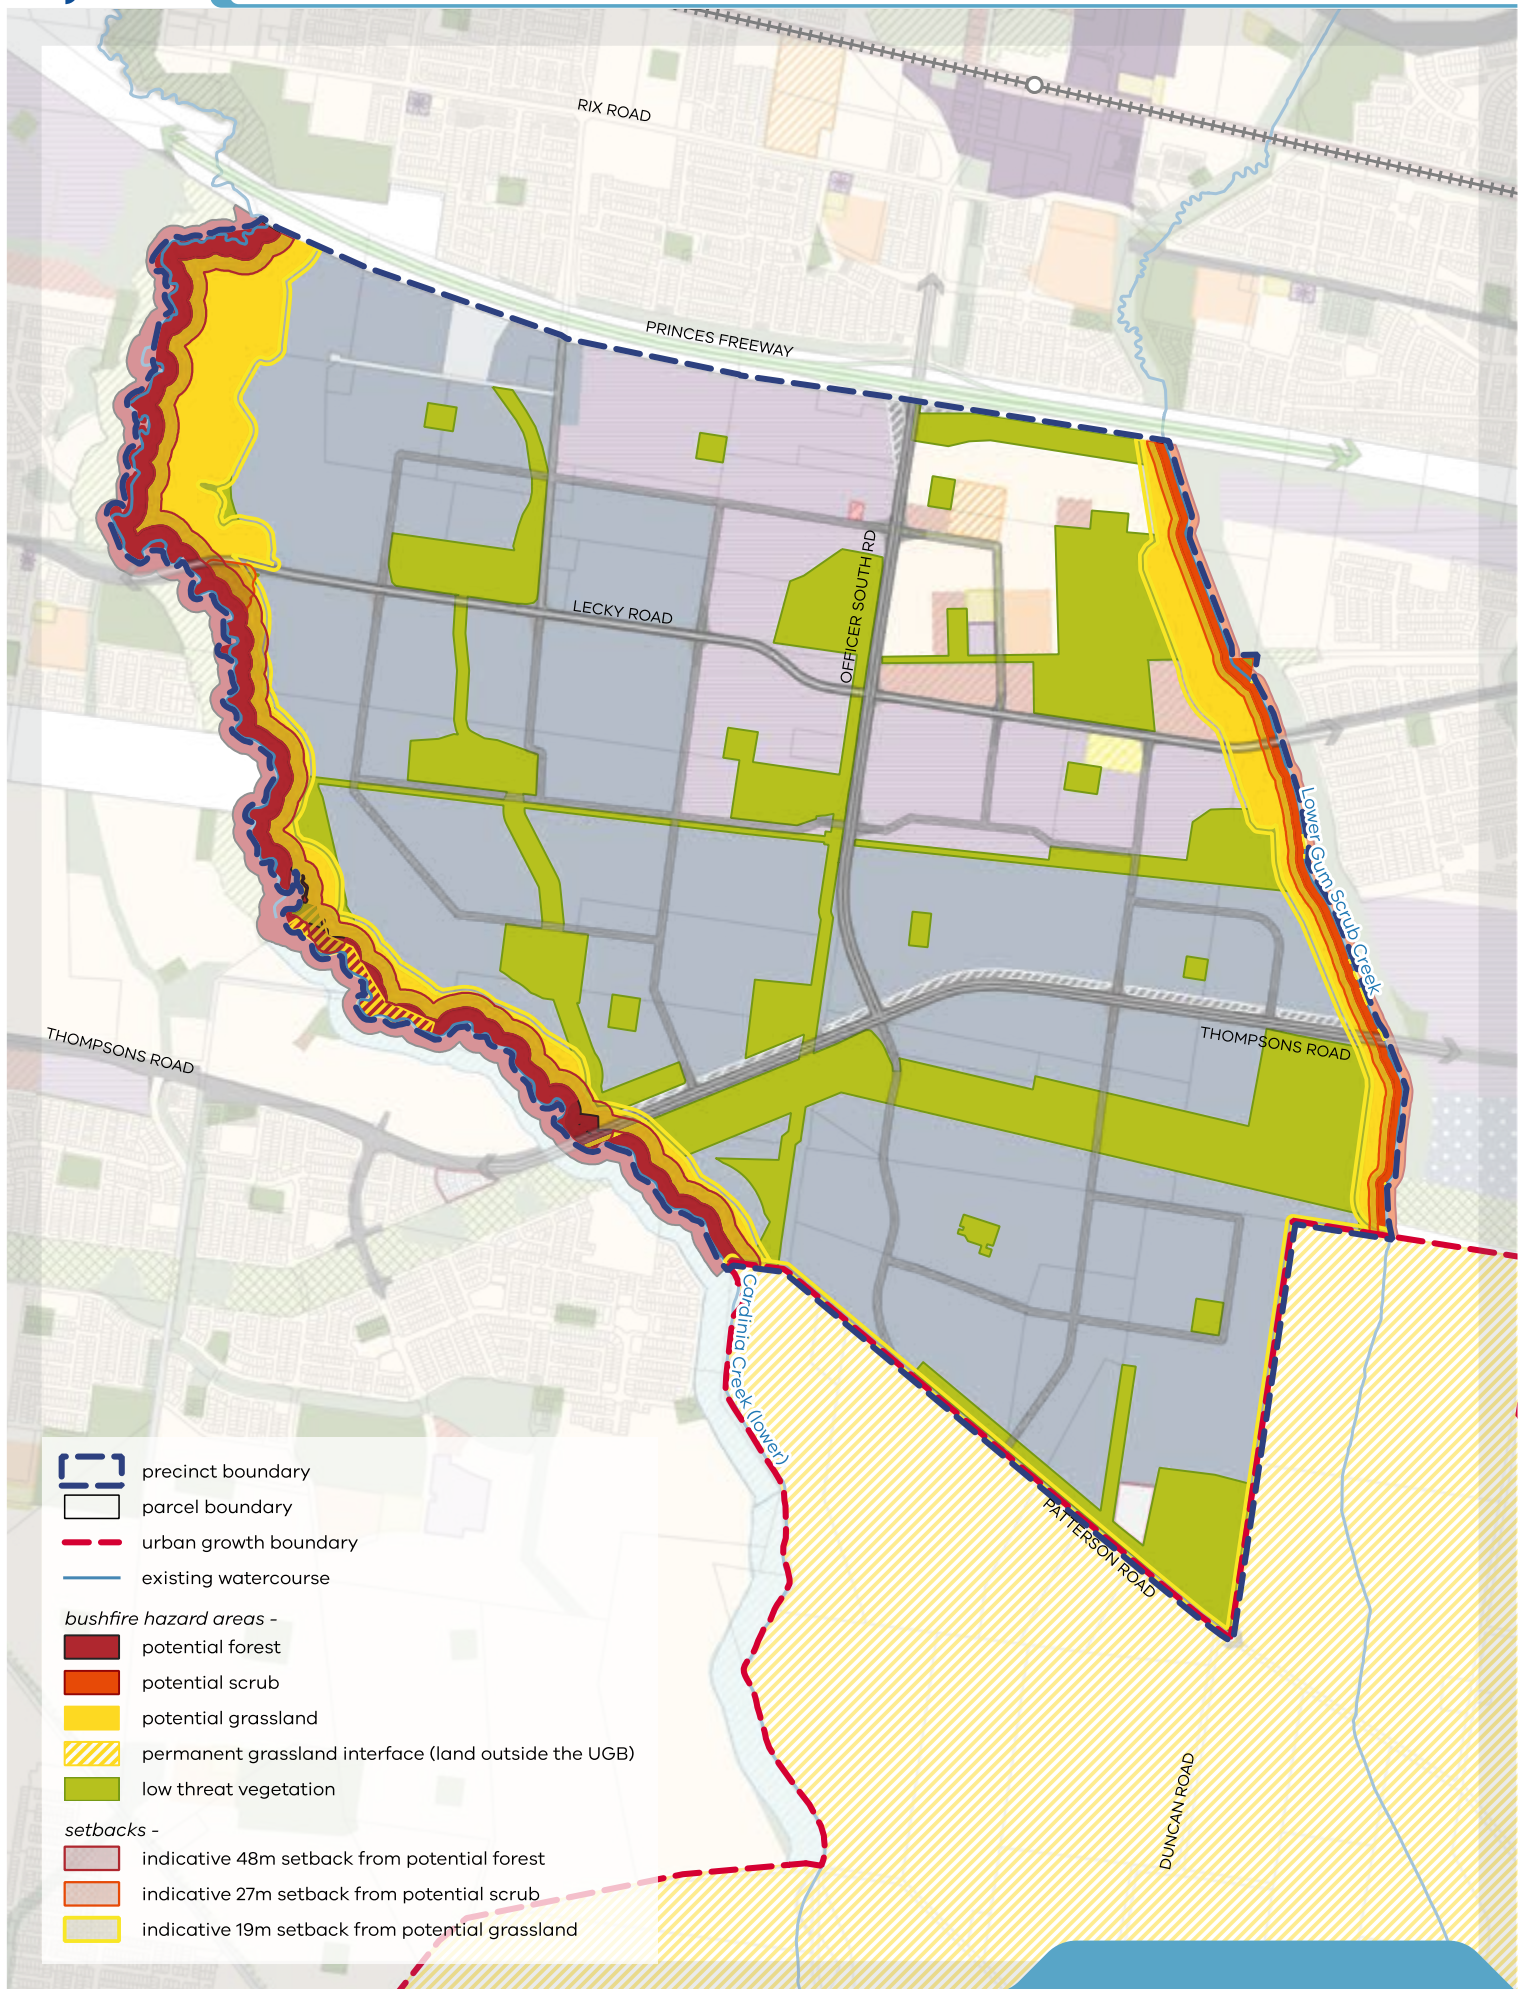 RIX ROAD
PRINCES FREEWAY
OFFICER SOUTH RD
LECKY ROAD
Lower Gum Scrub Creek
THOMPSONS ROAD
THOMPSONS ROAD
Cardinia Creek (lower)
PATTERSON ROAD
DUNCAN ROAD
precinct boundary
parcel boundary
urban growth boundary
existing watercourse
bushfire hazard areas -
potential forest
potential scrub
potential grassland
permanent grassland interface (land outside the UGB)
low threat vegetation
setbacks -
indicative 48m setback from potential forest
indicative 27m setback from potential scrub
indicative 19m setback from potential grassland